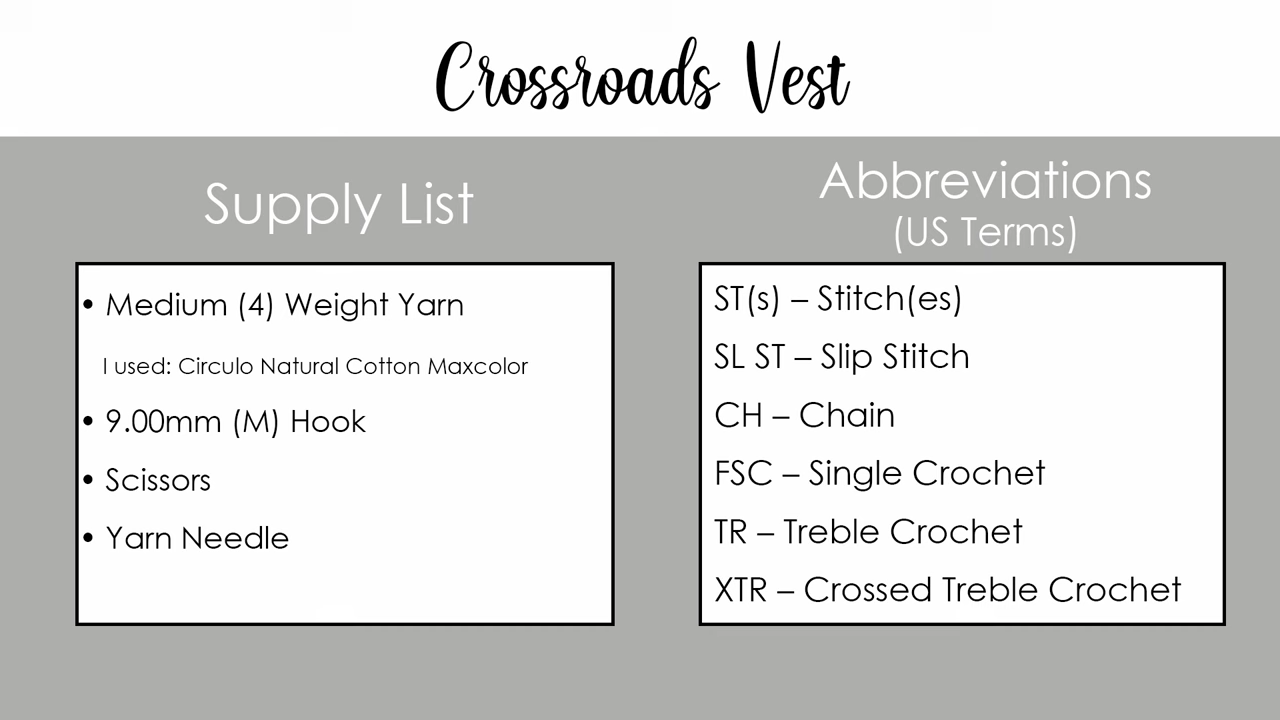 Crossroads Vest
Supply List
• Medium (4) Weight Yarn
I used: Circulo Natural Cotton Maxcolor
• 9.00mm (M) Hook
• Scissors
• Yarn Needle
Abbreviations
(US Terms)
ST(s) – Stitch(es)
SL ST – Slip Stitch
CH – Chain
FSC – Single Crochet
TR – Treble Crochet
XTR – Crossed Treble Crochet